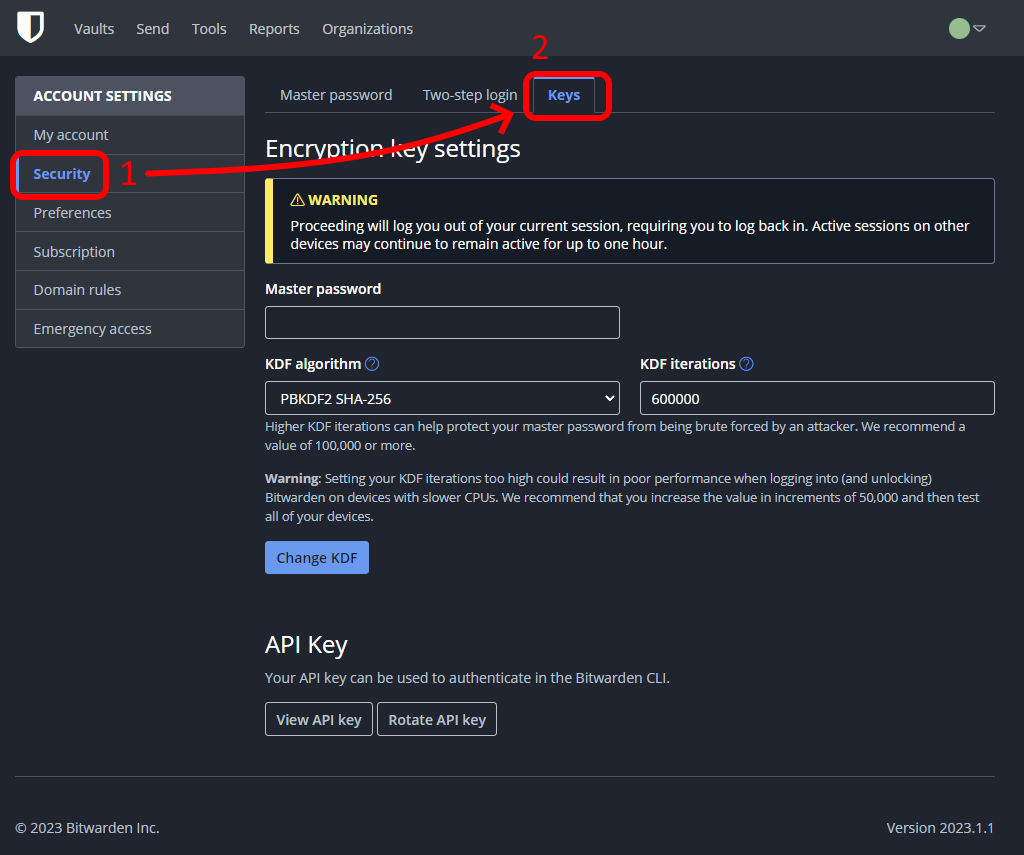 Vaults Send Tools Reports Organizations
2
ACCOUNT SETTINGS
My account
Security
1
Preferences
Subscription
Domain rules
Emergency access
Master password Two-step login Keys
Encryption key settings
WARNING
Proceeding will log you out of your current session, requiring you to log back in. Active sessions on other
devices may continue to remain active for up to one hour.
Master password
KDF algorithm ?
KDF iterations ?
PBKDF2 SHA-256
600000
Higher KDF iterations can help protect your master password from being brute forced by an attacker. We recommend a
value of 100,000 or more.
Warning: Setting your KDF iterations too high could result in poor performance when logging into (and unlocking)
Bitwarden on devices with slower CPUs. We recommend that you increase the value in increments of 50,000 and then test
all of your devices.
Change KDF
API Key
Your API key can be used to authenticate in the Bitwarden CLI.
View API key Rotate API key
© 2023 Bitwarden Inc.
Version 2023.1.1